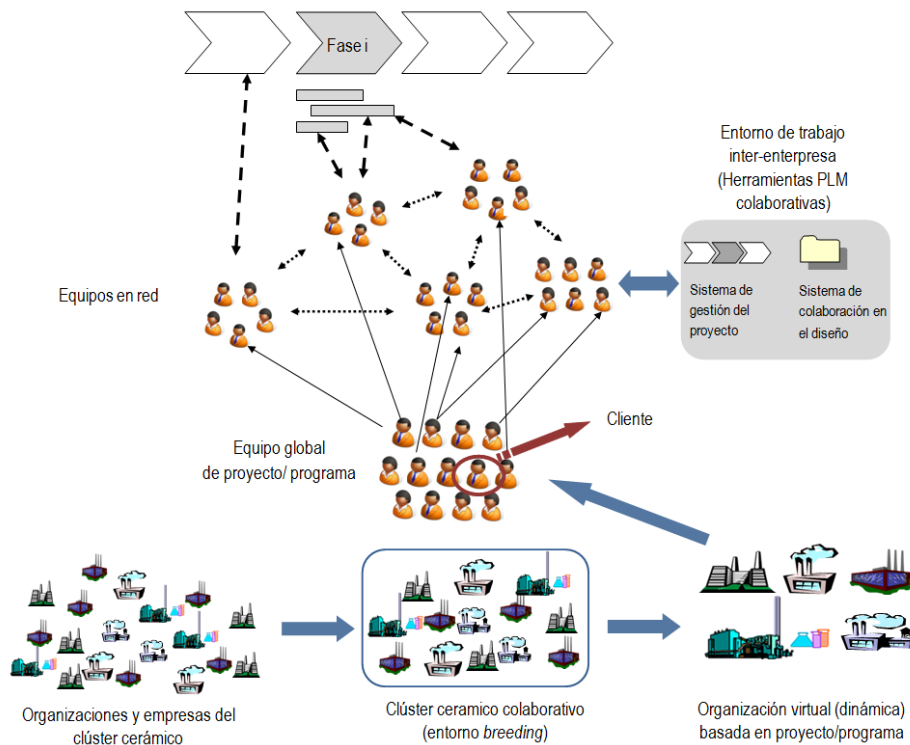 Fase i
Entorno de trabajo
inter-enterpresa
(Herramientas PLM
colaborativas)
Sistema de
gestión del
proyecto
Sistema de
colaboración en
el diseño
Equipos en red
Cliente
Equipo global
de proyecto/ programa
Organizaciones y empresas del
clúster cerámico
Clúster ceramico colaborativo
(entorno breeding)
Organización virtual (dinámica)
basada en proyecto/programa